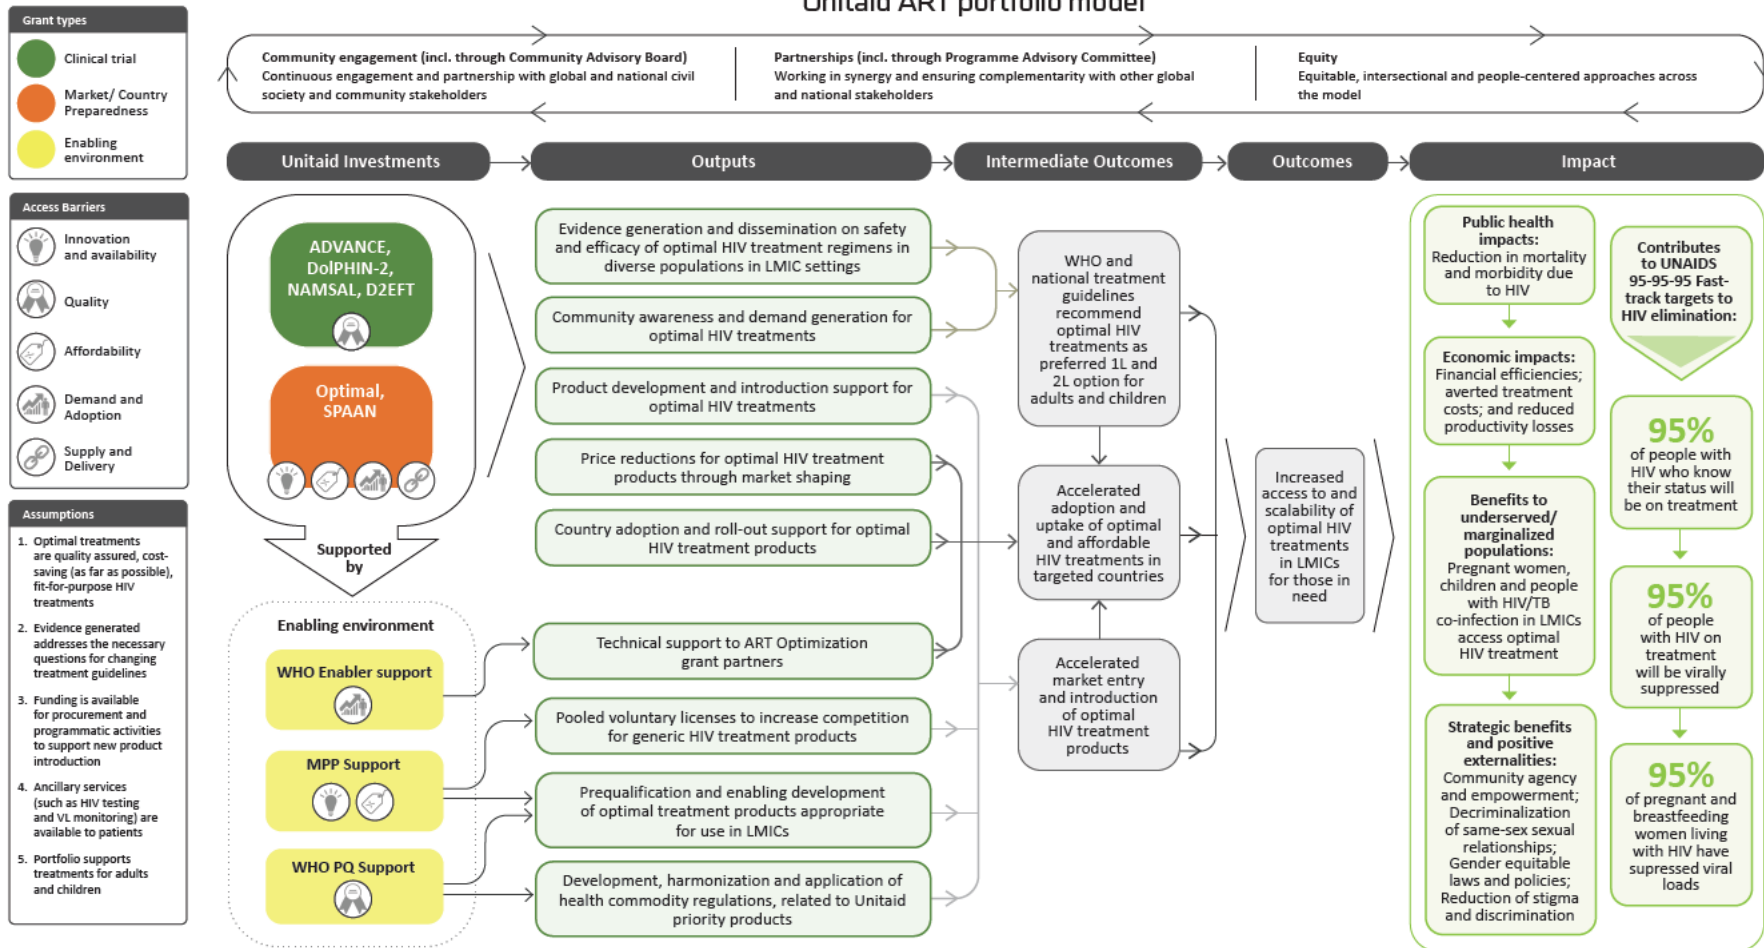 Unitaid ART portfolio model
Grant types
Clinical trial
Market/ Country
Preparedness
Enabling
environment
Access Barriers
Innovation
and availability
Quality
Affordability
Demand and
Adoption
Supply and
Delivery
Assumptions
1. Optimal treatments
are quality assured, cost-
saving (as far as possible),
fit-for-purpose HIV
treatments
2. Evidence generated
addresses the necessary
questions for changing
treatment guidelines
3. Funding is available
for procurement and
programmatic activities
to support new product
introduction
4. Ancillary services
(such as HIV testing
and VL monitoring) are
available to patients
5. Portfolio supports
treatments for adults
and children
Community engagement (incl. through Community Advisory Board)
Continuous engagement and partnership with global and national civil
society and community stakeholders
Partnerships (incl. through Programme Advisory Committee)
Working in synergy and ensuring complementarity with other global
and national stakeholders
Equity
Equitable, intersectional and people-centered approaches across
the model
Unitaid Investments
Outputs
Intermediate Outcomes
Outcomes
Impact
ADVANCE,
DolPHIN-2,
NAMSAL, D2EFT
Optimal,
SPAAN
Supported
by
Enabling environment
WHO Enabler support
MPP Support
WHO PQ Support
Evidence generation and dissemination on safety
and efficacy of optimal HIV treatment regimens in
diverse populations in LMIC settings
Community awareness and demand generation for
optimal HIV treatments
Product development and introduction support for
optimal HIV treatments
Price reductions for optimal HIV treatment
products through market shaping
Country adoption and roll-out support for optimal
HIV treatment products
Technical support to ART Optimization
grant partners
Pooled voluntary licenses to increase competition
for generic HIV treatment products
Prequalification and enabling development
of optimal treatment products appropriate
for use in LMICs
Development, harmonization and application of
health commodity regulations, related to Unitaid
priority products
WHO and
national treatment
guidelines
recommend
optimal HIV
treatments as
preferred 1L and
2L option for
adults and children
Accelerated
adoption and
uptake of optimal
and affordable
HIV treatments in
targeted countries
Accelerated
market entry
and introduction
of optimal
HIV treatment
products
Increased
access to and
scalability of
optimal HIV
treatments
in LMICs
for those in
need
Public health
impacts:
Reduction in mortality
and morbidity due
to HIV
Economic impacts:
Financial efficiencies;
averted treatment
costs; and reduced
productivity losses
Benefits to
underserved/
marginalized
populations:
Pregnant women,
children and people
with HIV/TB
co-infection in LMICs
access optimal
HIV treatment
Strategic benefits
and positive
externalities:
Community agency
and empowerment;
Decriminalization
of same-sex sexual
relationships;
Gender equitable
laws and policies;
Reduction of stigma
and discrimination
Contributes
to UNAIDS
95-95-95 Fast-
track targets to
HIV elimination:
95%
of people with
HIV who know
their status will
be on treatment
95%
of people
with HIV on
treatment
will be virally
suppressed
95%
of pregnant and
breastfeeding
women living
with HIV have
supressed viral
loads